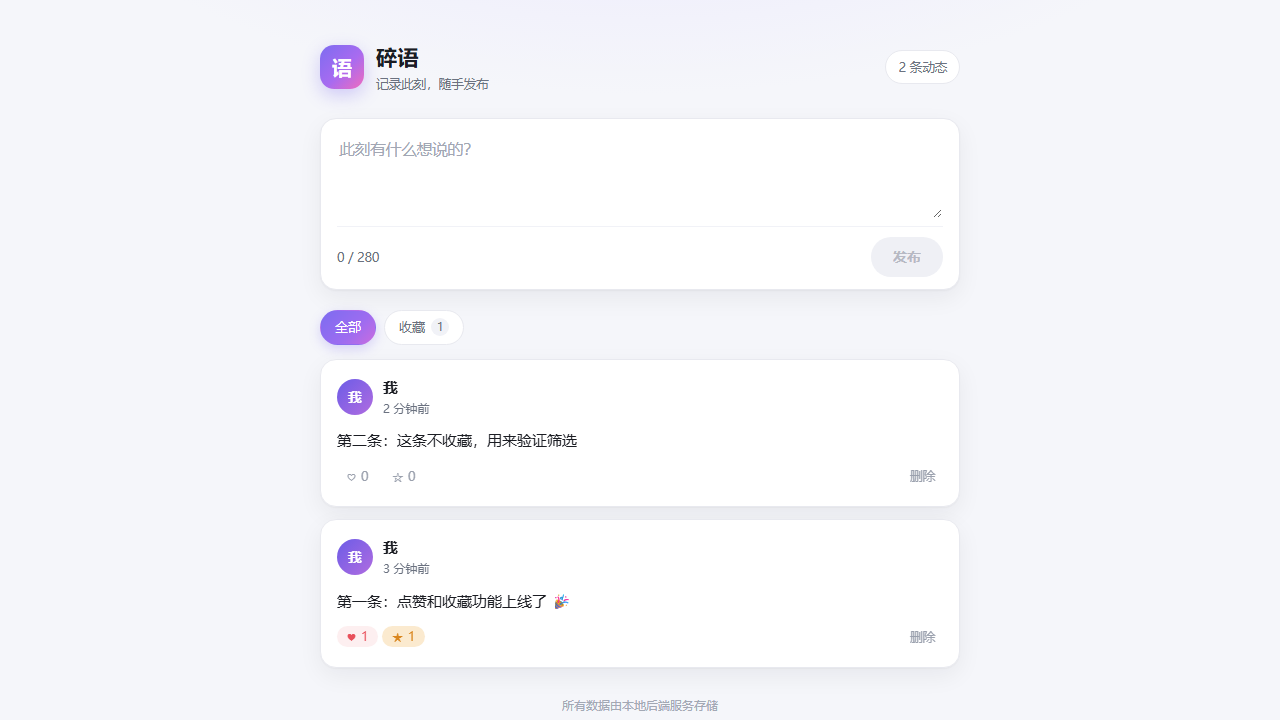 语
碎语
记录此刻，随手发布
2 条动态
此刻有什么想说的？
0 / 280
发布
全部
收藏 1
我
我
2 分钟前
第二条：这条不收藏，用来验证筛选
♡ 0 ☆ 0 删除
我
我
3 分钟前
第一条：点赞和收藏功能上线了 🎉
♥ 1 ★ 1 删除
所有数据由本地后端服务存储